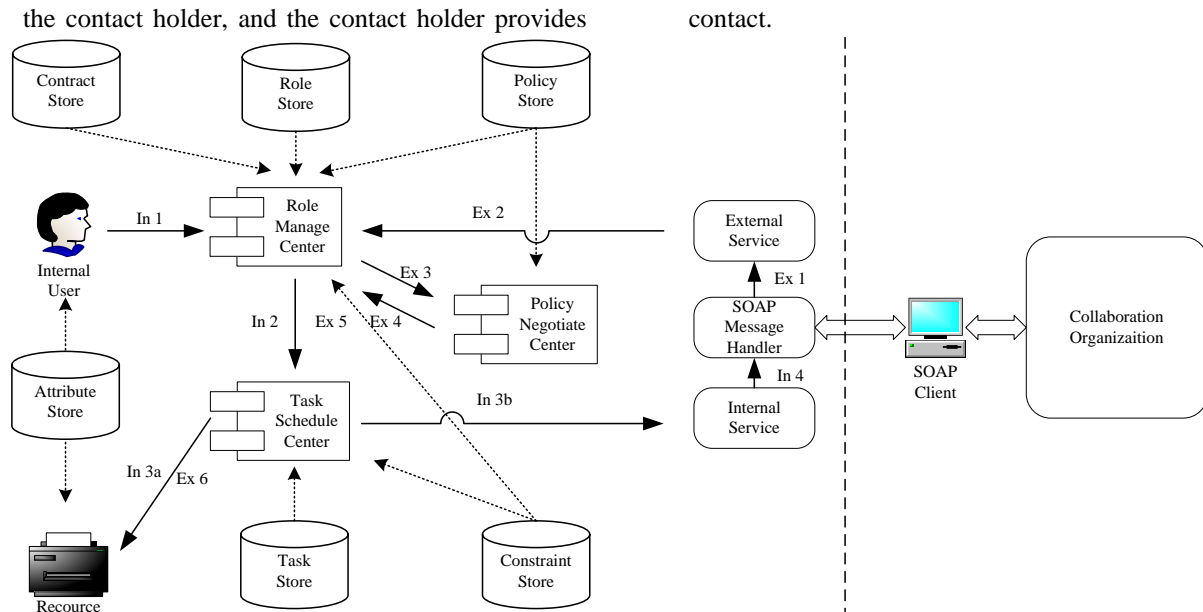 the contact holder, and the contact holder provides
contact.
Contract
Store
Role
Store
Policy
Store
In 1
Role
Manage
Center
Ex 2
External
Service
Internal
User
Ex 3
Ex 1
In 2
Ex 5
Ex 4
Policy
Negotiate
Center
SOAP
Message
Handler
SOAP
Client
Collaboration
Organizaition
Attribute
Store
Task
Schedule
Center
In 3b
In 4
Internal
Service
In 3a
Ex 6
Task
Store
Constraint
Store
Recource